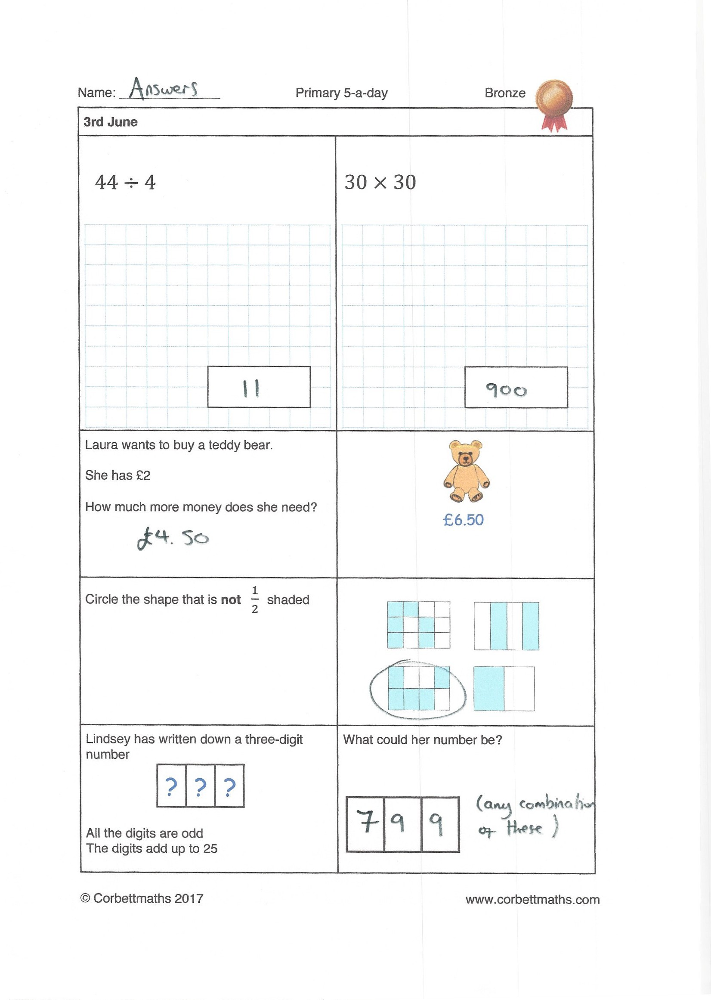 Name: Answers Primary 5-a-day Bronze
3rd June
44 ÷ 4
30 × 30
11
900
Laura wants to buy a teddy bear.
She has £2
How much more money does she need?
£4.50
£6.50
Circle the shape that is not 1/2 shaded
Lindsey has written down a three-digit
number
? ? ?
All the digits are odd
The digits add up to 25
What could her number be?
7 9 9
(any combination
of these)
© Corbettmaths 2017
www.corbettmaths.com